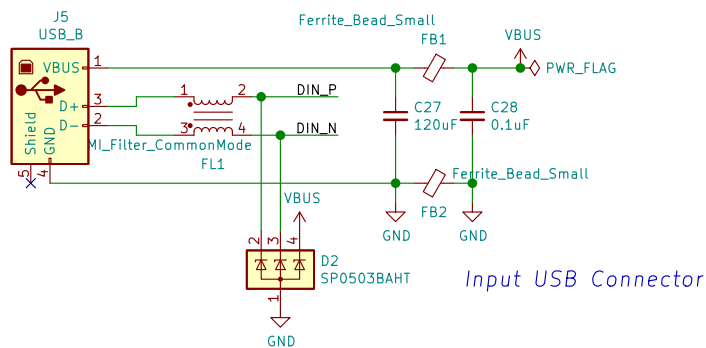 J5
USB_B
Ferrite_Bead_Small
FB1
VBUS
PWR_FLAG
VBUS 1
D+ 3
D- 2
Shield
GND
5
4
1 2
3 4
MI_Filter_CommonMode
FL1
DIN_P
DIN_N
C27
120uF
C28
0.1uF
Ferrite_Bead_Small
FB2
GND
GND
VBUS
2 3 4
D2
SP0503BAHT
1
GND
Input USB Connector